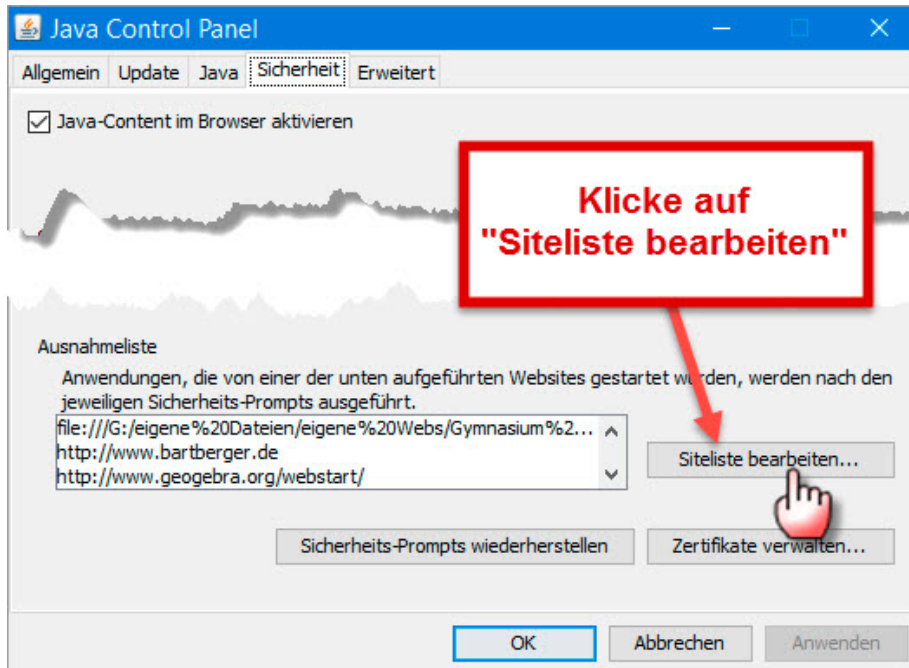 Java Control Panel
Allgemein Update Java Sicherheit Erweitert
Java-Content im Browser aktivieren
Klicke auf
"Siteliste bearbeiten"
Ausnahmeliste
Anwendungen, die von einer der unten aufgeführten Websites gestartet wurden, werden nach den
jeweiligen Sicherheits-Prompts ausgeführt.
file:///G:/eigene%20Dateien/eigene%20Webs/Gymnasium%2...
http://www.bartberger.de
http://www.geogebra.org/webstart/
Siteliste bearbeiten...
Sicherheits-Prompts wiederherstellen
Zertifikate verwalten...
OK Abbrechen Anwenden